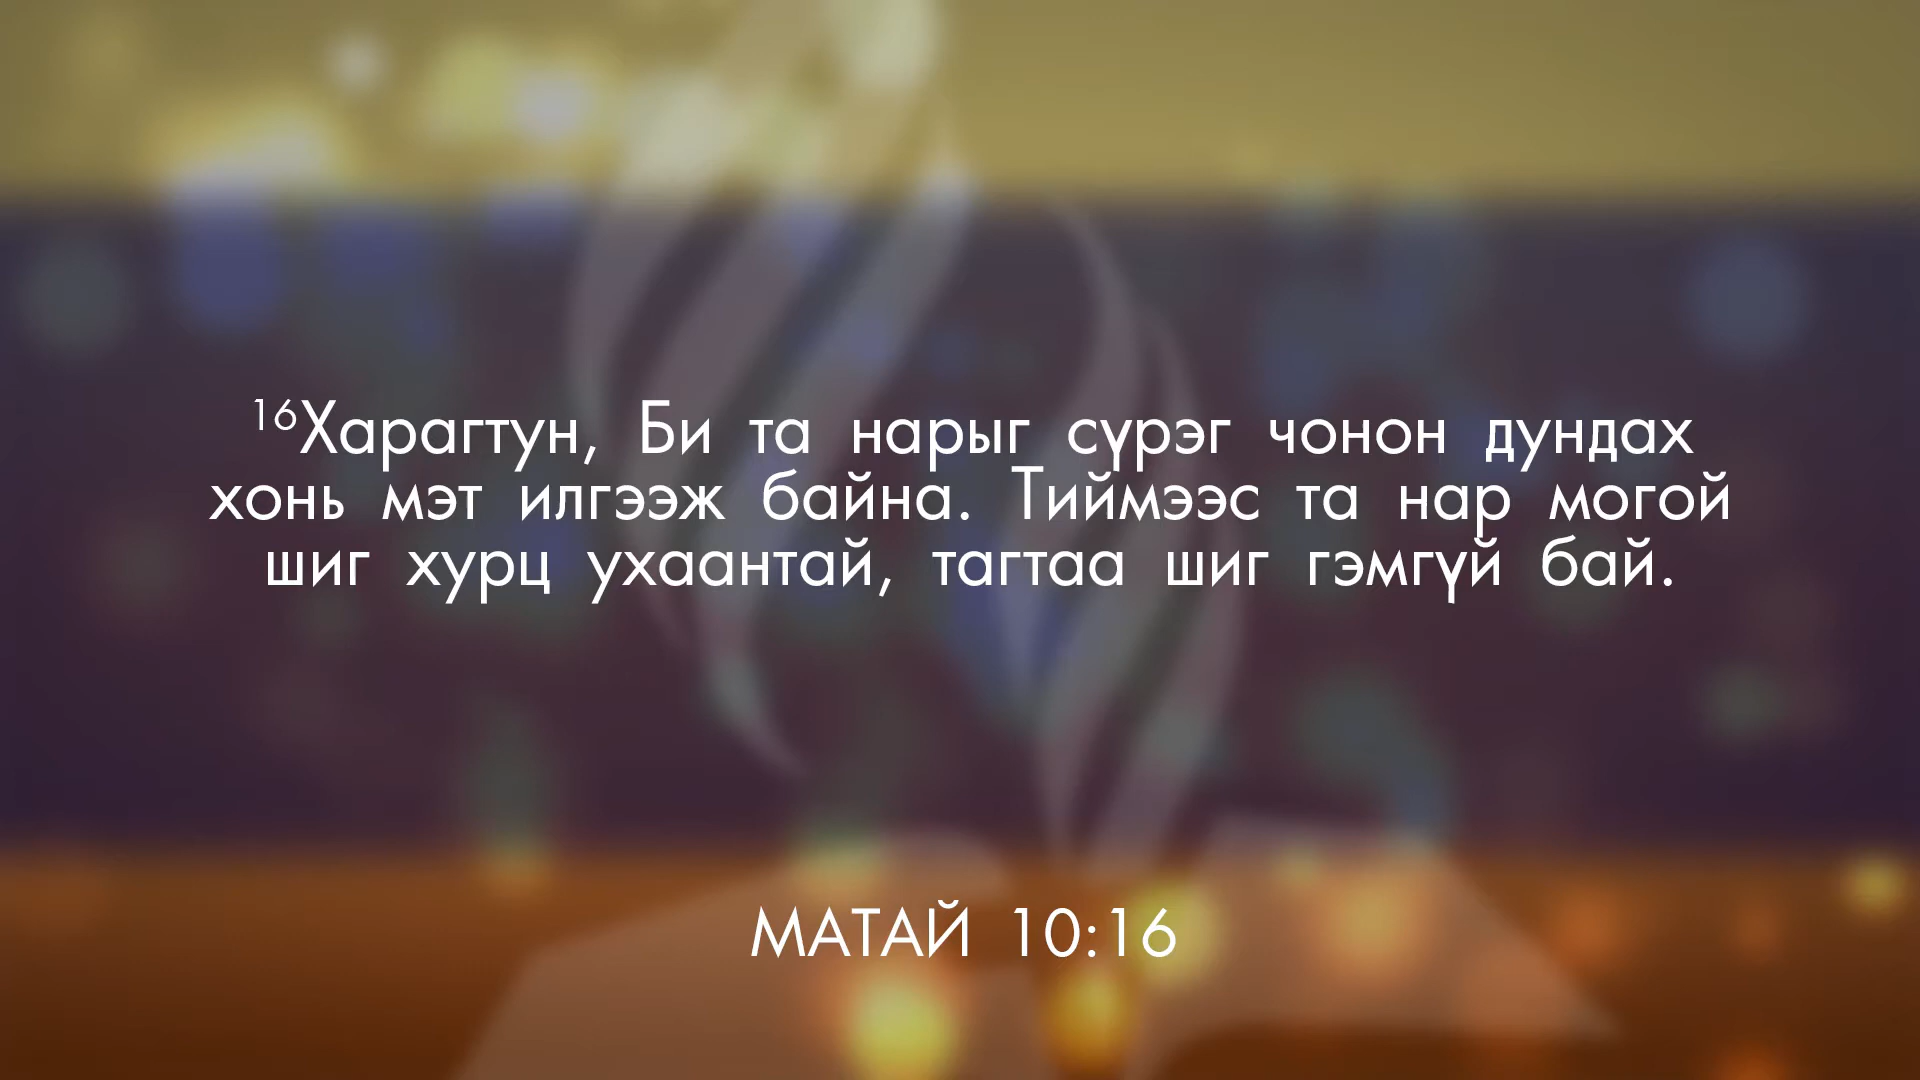 16Харагтун, Би та нарыг сүрэг чонон дундах
хонь мэт илгээж байна. Тиймээс та нар могой
шиг хурц ухаантай, тагтаа шиг гэмгүй бай.
МАТАЙ 10:16